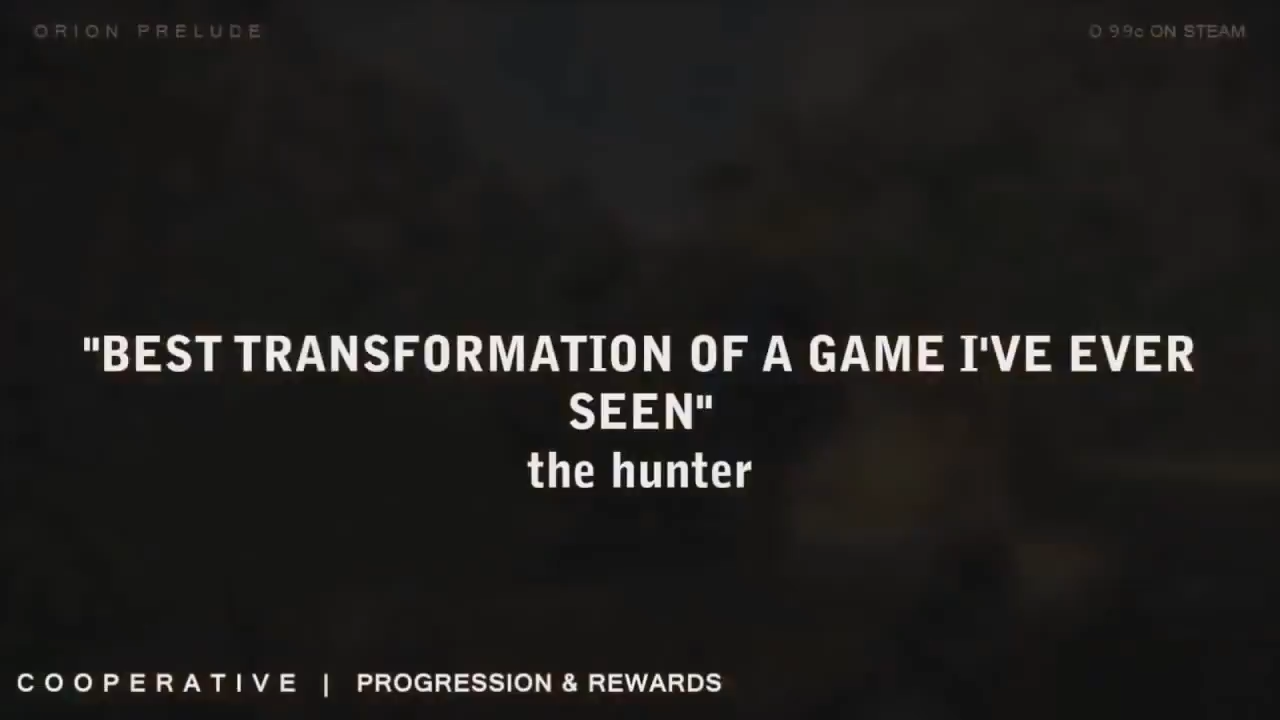 ORION PRELUDE
0.99c ON STEAM
"BEST TRANSFORMATION OF A GAME I'VE EVER
SEEN"
the hunter
COOPERATIVE | PROGRESSION & REWARDS